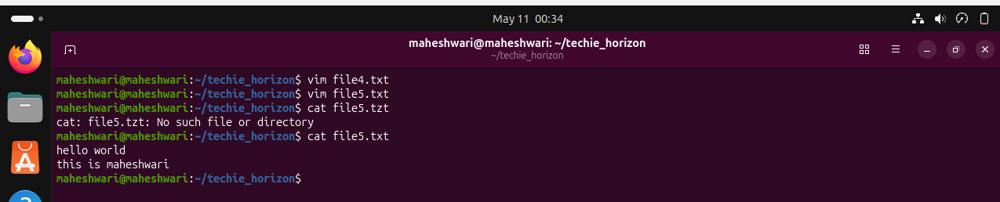 May 11 00:34
maheshwari@maheshwari: ~/techie_horizon
~/techie_horizon
maheshwari@maheshwari:~/techie_horizon$ vim file4.txt
maheshwari@maheshwari:~/techie_horizon$ vim file5.txt
maheshwari@maheshwari:~/techie_horizon$ cat file5.tzt
cat: file5.tzt: No such file or directory
maheshwari@maheshwari:~/techie_horizon$ cat file5.txt
hello world
this is maheshwari
maheshwari@maheshwari:~/techie_horizon$